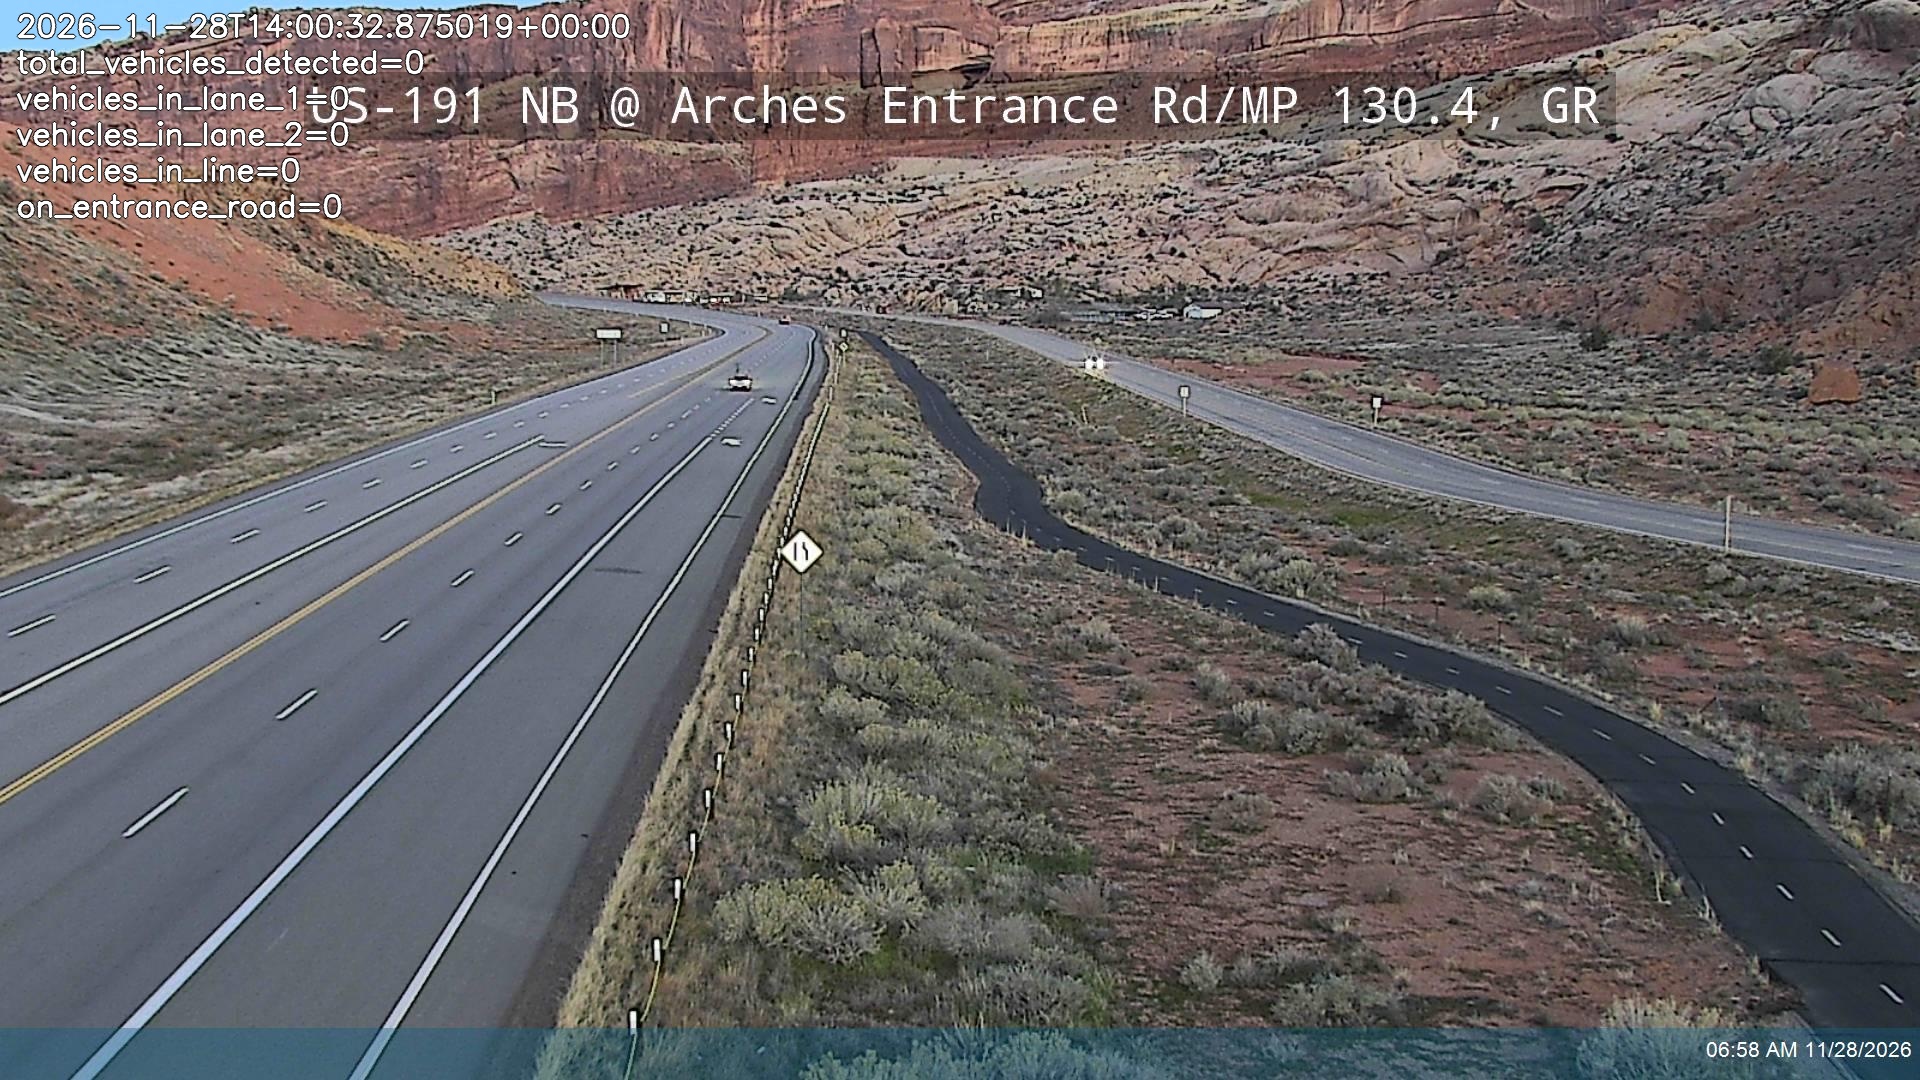 2026-11-28T14:00:32.875019+00:00
total_vehicles_detected=0
vehicles_in_lane_1=0
US-191 NB @ Arches Entrance Rd/MP 130.4, GR
vehicles_in_lane_2=0
vehicles_in_line=0
on_entrance_road=0
06:58 AM 11/28/2026